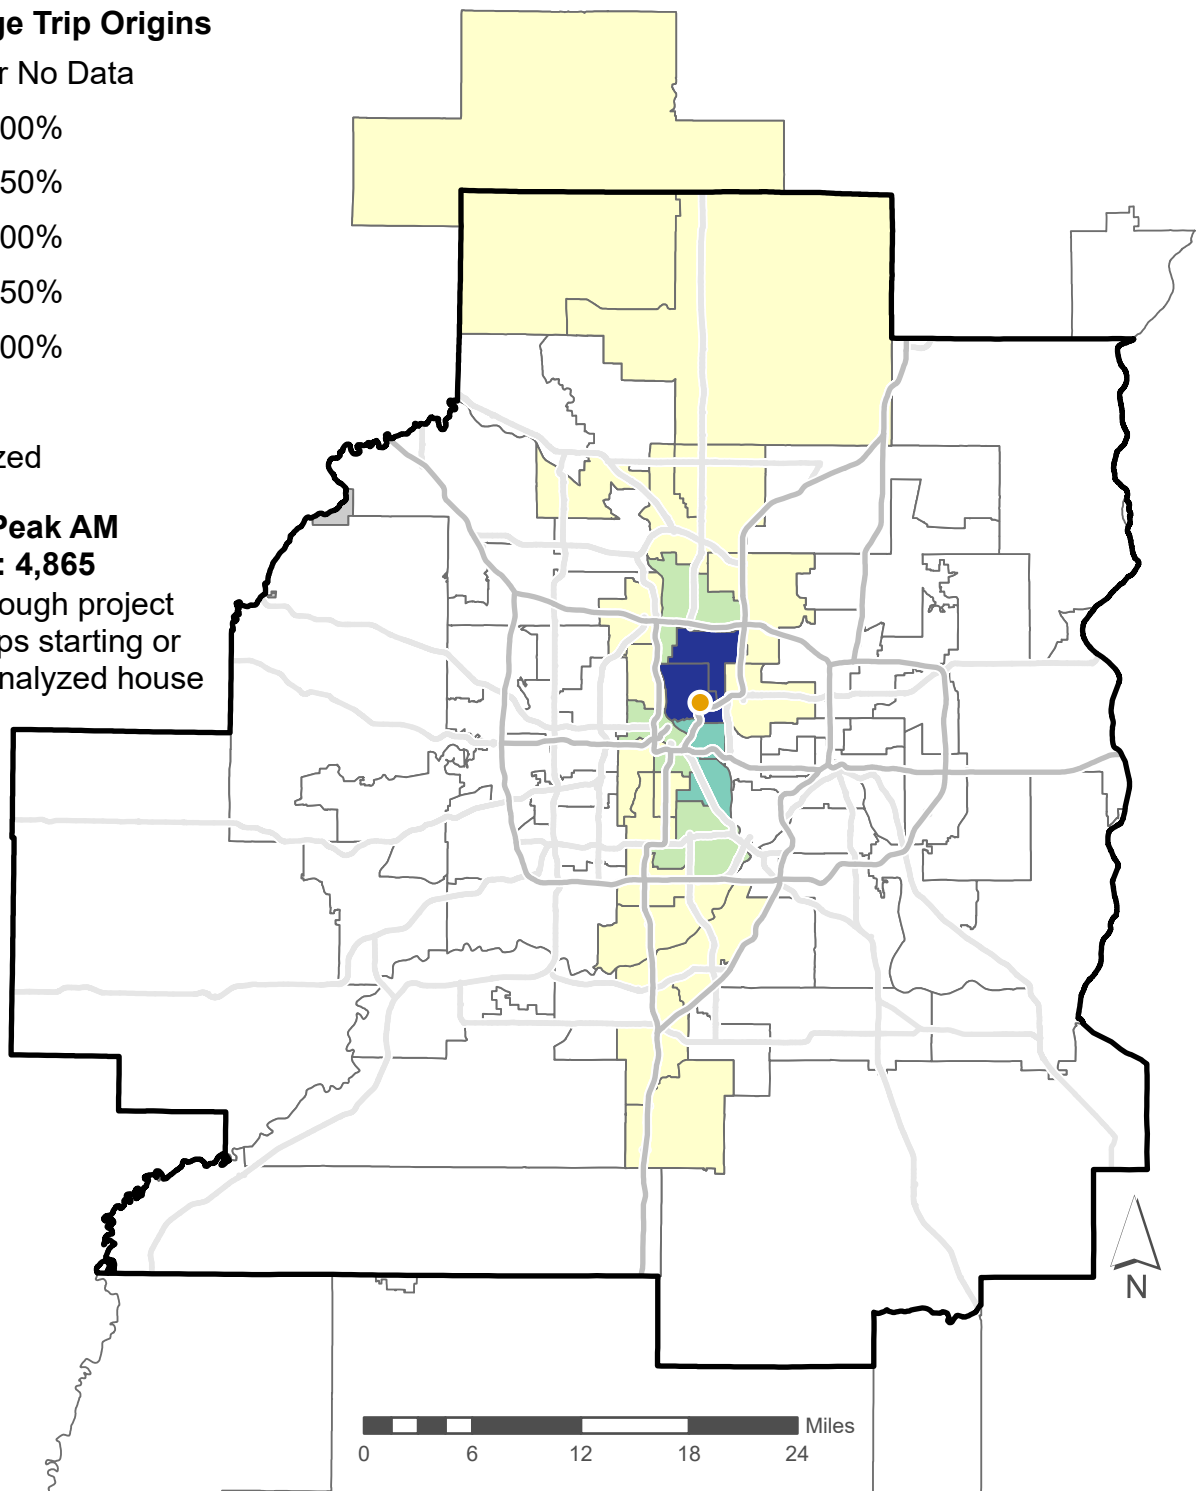 ge Trip Origins
r No Data
00%
50%
00%
50%
00%
zed
Peak AM
: 4,865
ough project
ps starting or
nalyzed house
N
Miles
0 6 12 18 24